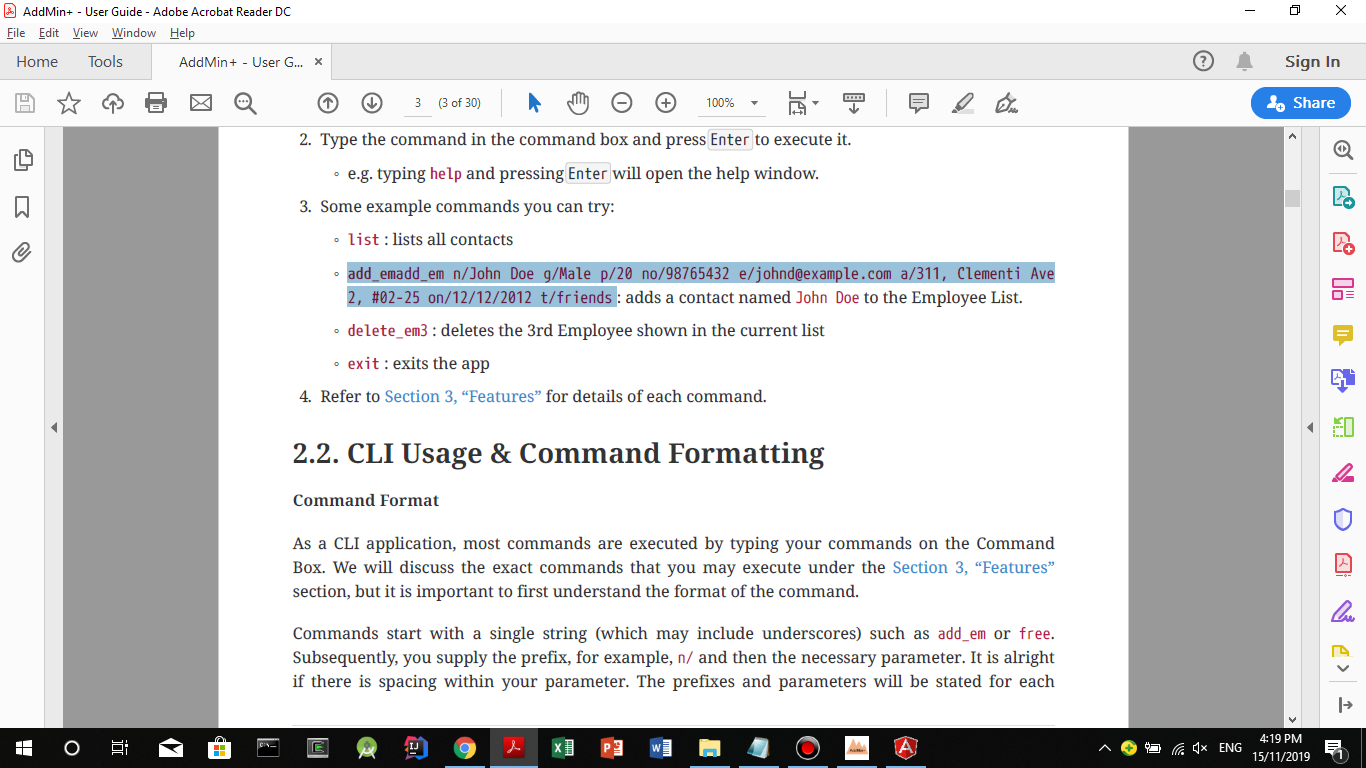 AddMin+ - User Guide - Adobe Acrobat Reader DC
File Edit View Window Help
Home Tools AddMin+ - User G... ×
Sign In
3 (3 of 30) 100% Share
2. Type the command in the command box and press Enter to execute it.
◦ e.g. typing help and pressing Enter will open the help window.
3. Some example commands you can try:
◦ list : lists all contacts
◦ add_emadd_em n/John Doe g/Male p/20 no/98765432 e/johnd@example.com a/311, Clementi Ave
2, #02-25 on/12/12/2012 t/friends : adds a contact named John Doe to the Employee List.
◦ delete_em3 : deletes the 3rd Employee shown in the current list
◦ exit : exits the app
4. Refer to Section 3, “Features” for details of each command.
2.2. CLI Usage & Command Formatting
Command Format
As a CLI application, most commands are executed by typing your commands on the Command
Box. We will discuss the exact commands that you may execute under the Section 3, “Features”
section, but it is important to first understand the format of the command.
Commands start with a single string (which may include underscores) such as add_em or free.
Subsequently, you supply the prefix, for example, n/ and then the necessary parameter. It is alright
if there is spacing within your parameter. The prefixes and parameters will be stated for each
ENG
4:19 PM
15/11/2019
1